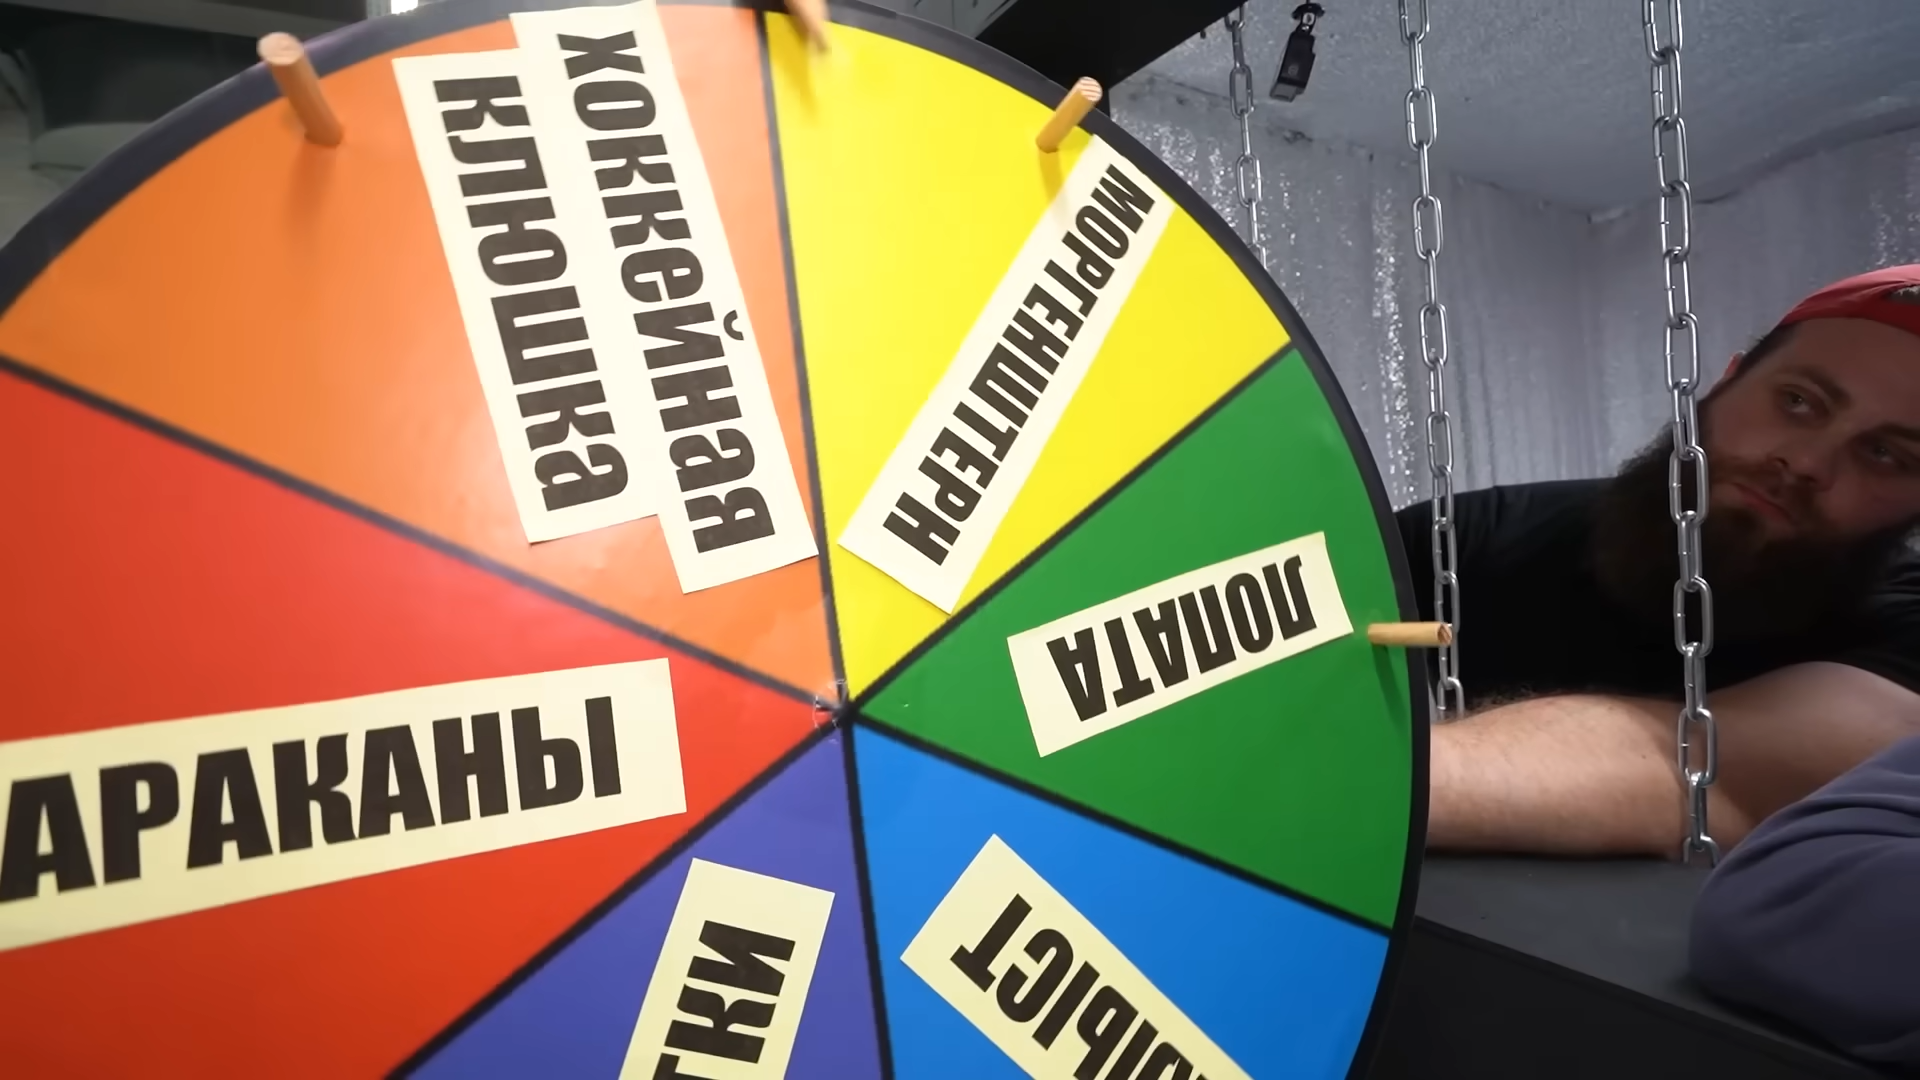 хоккейная
клюшка
МОРГЕНШТЕРН
ЛОПАТА
АРАКАНЫ